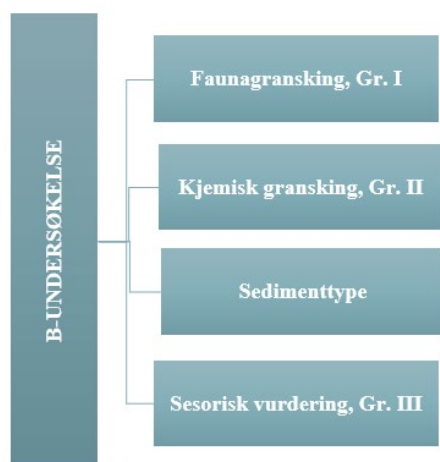 B-UNDERSØKELSE
Faunagransking, Gr. I
Kjemisk gransking, Gr. II
Sedimenttype
Sesorisk vurdering, Gr. III